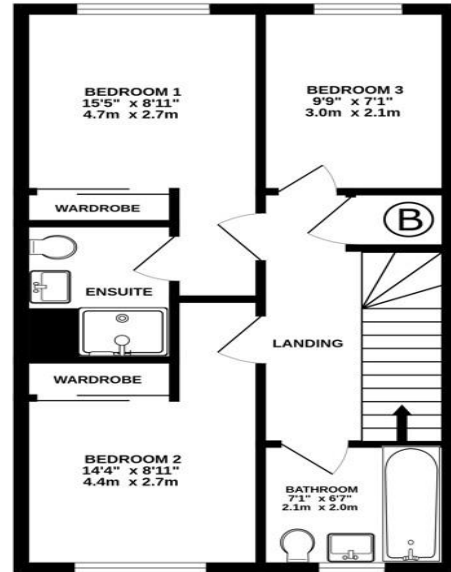 BEDROOM 1
15'5" x 8'11"
4.7m x 2.7m
BEDROOM 3
9'9" x 7'1"
3.0m x 2.1m
WARDROBE
B
ENSUITE
LANDING
WARDROBE
BEDROOM 2
14'4" x 8'11"
4.4m x 2.7m
BATHROOM
7'1" x 6'7"
2.1m x 2.0m